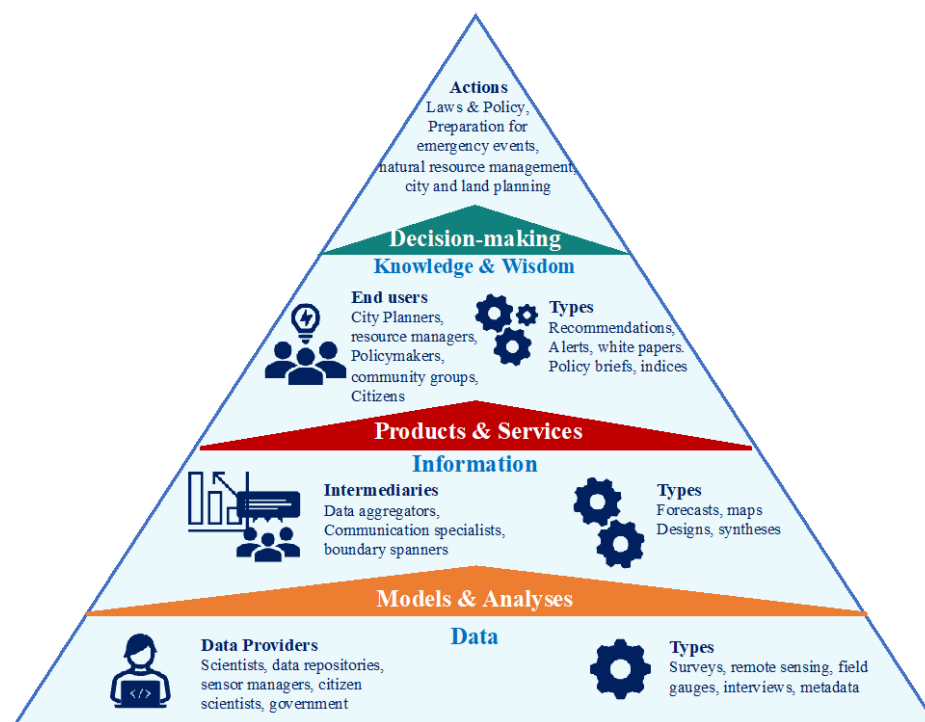 Actions
Laws & Policy,
Preparation for
emergency events,
natural resource management,
city and land planning
Decision-making
Knowledge & Wisdom
End users
City Planners,
resource managers,
Policymakers,
community groups,
Citizens
Types
Recommendations,
Alerts, white papers.
Policy briefs, indices
Products & Services
Information
Intermediaries
Data aggregators,
Communication specialists,
boundary spanners
Types
Forecasts, maps
Designs, syntheses
Models & Analyses
Data
Data Providers
Scientists, data repositories,
sensor managers, citizen
scientists, government
</>
Types
Surveys, remote sensing, field
gauges, interviews, metadata